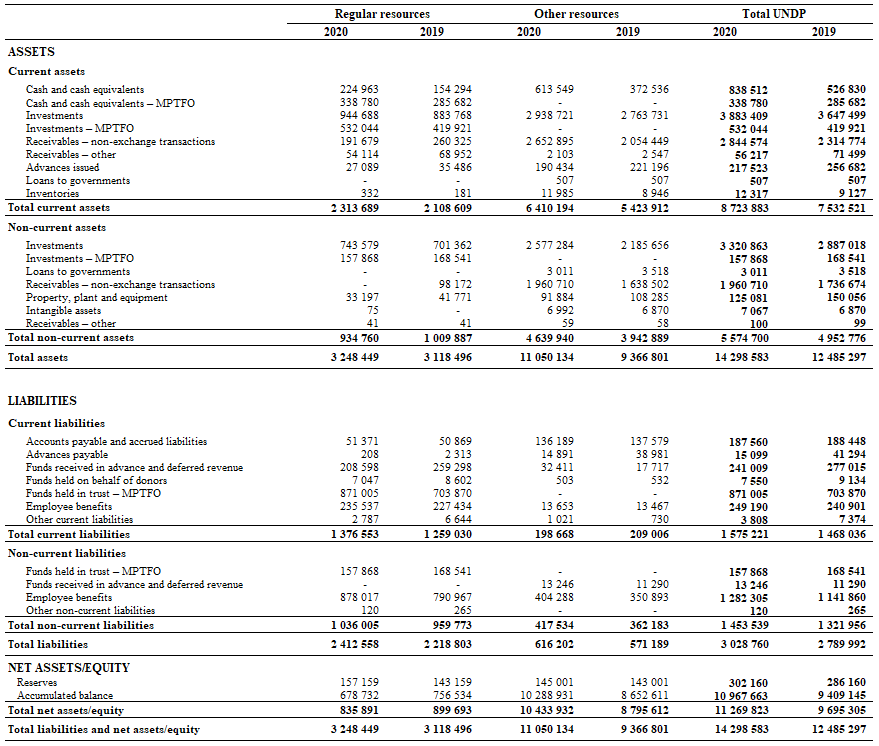 Regular resources Other resources Total UNDP
2020 2019 2020 2019 2020 2019
ASSETS
Current assets
Cash and cash equivalents 224 963 154 294 613 549 372 536 838 512 526 830
Cash and cash equivalents – MPTFO 338 780 285 682 - - 338 780 285 682
Investments 944 688 883 768 2 938 721 2 763 731 3 883 409 3 647 499
Investments – MPTFO 532 044 419 921 - - 532 044 419 921
Receivables – non-exchange transactions 191 679 260 325 2 652 895 2 054 449 2 844 574 2 314 774
Receivables – other 54 114 68 952 2 103 2 547 56 217 71 499
Advances issued 27 089 35 486 190 434 221 196 217 523 256 682
Loans to governments - - 507 507 507 507
Inventories 332 181 11 985 8 946 12 317 9 127
Total current assets 2 313 689 2 108 609 6 410 194 5 423 912 8 723 883 7 532 521
Non-current assets
Investments 743 579 701 362 2 577 284 2 185 656 3 320 863 2 887 018
Investments – MPTFO 157 868 168 541 - - 157 868 168 541
Loans to governments - - 3 011 3 518 3 011 3 518
Receivables – non-exchange transactions - 98 172 1 960 710 1 638 502 1 960 710 1 736 674
Property, plant and equipment 33 197 41 771 91 884 108 285 125 081 150 056
Intangible assets 75 - 6 992 6 870 7 067 6 870
Receivables – other 41 41 59 58 100 99
Total non-current assets 934 760 1 009 887 4 639 940 3 942 889 5 574 700 4 952 776
Total assets 3 248 449 3 118 496 11 050 134 9 366 801 14 298 583 12 485 297
LIABILITIES
Current liabilities
Accounts payable and accrued liabilities 51 371 50 869 136 189 137 579 187 560 188 448
Advances payable 208 2 313 14 891 38 981 15 099 41 294
Funds received in advance and deferred revenue 208 598 259 298 32 411 17 717 241 009 277 015
Funds held on behalf of donors 7 047 8 602 503 532 7 550 9 134
Funds held in trust – MPTFO 871 005 703 870 - - 871 005 703 870
Employee benefits 235 537 227 434 13 653 13 467 249 190 240 901
Other current liabilities 2 787 6 644 1 021 730 3 808 7 374
Total current liabilities 1 376 553 1 259 030 198 668 209 006 1 575 221 1 468 036
Non-current liabilities
Funds held in trust – MPTFO 157 868 168 541 - - 157 868 168 541
Funds received in advance and deferred revenue - - 13 246 11 290 13 246 11 290
Employee benefits 878 017 790 967 404 288 350 893 1 282 305 1 141 860
Other non-current liabilities 120 265 - - 120 265
Total non-current liabilities 1 036 005 959 773 417 534 362 183 1 453 539 1 321 956
Total liabilities 2 412 558 2 218 803 616 202 571 189 3 028 760 2 789 992
NET ASSETS/EQUITY
Reserves 157 159 143 159 145 001 143 001 302 160 286 160
Accumulated balance 678 732 756 534 10 288 931 8 652 611 10 967 663 9 409 145
Total net assets/equity 835 891 899 693 10 433 932 8 795 612 11 269 823 9 695 305
Total liabilities and net assets/equity 3 248 449 3 118 496 11 050 134 9 366 801 14 298 583 12 485 297